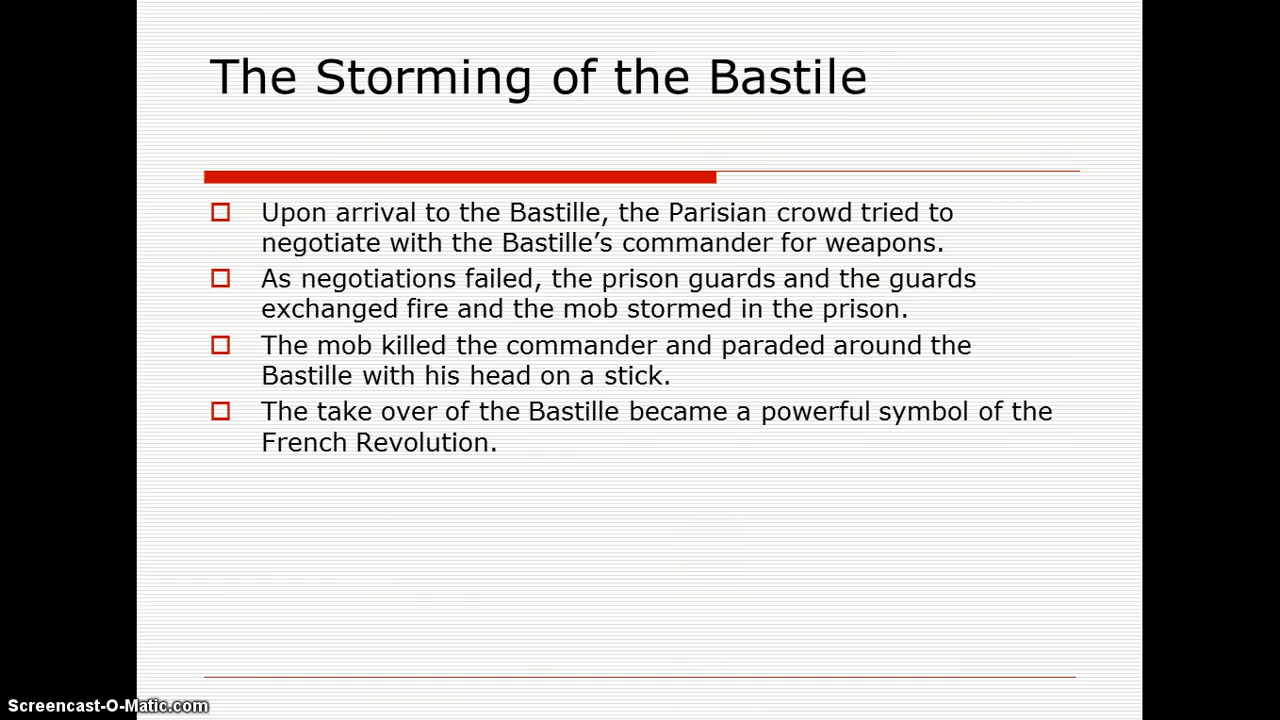 The Storming of the Bastile
Upon arrival to the Bastille, the Parisian crowd tried to
negotiate with the Bastille’s commander for weapons.
As negotiations failed, the prison guards and the guards
exchanged fire and the mob stormed in the prison.
The mob killed the commander and paraded around the
Bastille with his head on a stick.
The take over of the Bastille became a powerful symbol of the
French Revolution.
Screencast-O-Matic.com